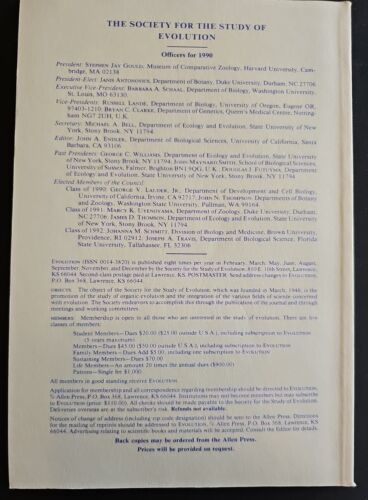 THE SOCIETY FOR THE STUDY OF
EVOLUTION
Officers for 1990
President: STEPHEN JAY GOULD, Museum of Comparative Zoology, Harvard University, Cam-
bridge, MA 02138
President-Elect: JANIS ANTONOVICS, Department of Botany, Duke University, Durham, NC 27706
Executive Vice-President: BARBARA A. SCHAAL, Department of Biology, Washington University,
St. Louis, MO 63130.
Vice-Presidents: RUSSELL LANDE, Department of Biology, University of Oregon, Eugene OR,
97403-1210; BRYAN C. CLARKE, Department of Genetics, Queen's Medical Centre, Notting-
ham NG7 2UH, U.K.
Secretary: MICHAEL A. BELL, Department of Ecology and Evolution, State University of New
York, Stony Brook, NY 11794.
Editor: JOHN A. ENDLER, Department of Biological Sciences, University of California, Santa
Barbara, CA 93106
Past Presidents: GEORGE C. WILLIAMS, Department of Ecology and Evolution, State University
of New York, Stony Brook, NY 11794; JOHN MAYNARD SMITH, School of Biological Sciences,
University of Sussex, Falmer, Brighton BN1 9QG, U.K.; DOUGLAS J. FUTUYMA, Department
of Ecology and Evolution, State University of New York, Stony Brook, NY 11794
Elected Members of the Council:
Class of 1990: GEORGE V. LAUDER, JR., Department of Development and Cell Biology,
University of California, Irvine, CA 92717; JOHN N. THOMPSON, Departments of Botany
and Zoology, Washington State University, Pullman, WA 99164.
Class of 1991: MARCY K. UYENOYAMA, Department of Zoology, Duke University, Durham,
NC 27706; JAMES D. THOMSON, Department of Ecology and Evolution, State University
of New York, Stony Brook, NY 11794
Class of 1992: JOHANNA M. SCHMITT, Division of Biology and Medicine, Brown University,
Providence, RI 02912; JOSEPH A. TRAVIS, Department of Biological Science, Florida
State University, Tallahassee, FL 32306
EVOLUTION (ISSN 0014-3820) is published eight times per year in February, March, May, June, August,
September, November and December by the Society for the Study of Evolution, 810 E. 10th Street, Lawrence,
KS 66044. Second-class postage paid at Lawrence, KS. POSTMASTER: Send address changes to EVOLUTION,
P.O. Box 368, Lawrence, KS 66044.
OBJECTS: The object of the Society for the Study of Evolution, which was founded in March, 1946, is the
promotion of the study of organic evolution and the integration of the various fields of science concerned
with evolution. The Society endeavors to accomplish this through the publication of the journal and through
meetings and working committees.
MEMBERS: Membership is open to all those who are interested in the study of evolution. There are five
classes of members:
Student Members—Dues $20.00 ($25.00 outside U.S.A.), including subscription to EVOLUTION
(5 years maximum)
Members—Dues $45.00 ($50.00 outside U.S.A.), including subscription to EVOLUTION
Family Members—Dues Add $5.00, including one subscription to EVOLUTION
Sustaining Members—Dues $70.00
Life Members—An amount 20 times the annual dues ($900.00)
Patrons—Single fee $1,000
All members in good standing receive EVOLUTION.
Application for membership and all correspondence regarding membership should be directed to EVOLUTION,
% Allen Press, P.O. Box 368, Lawrence, KS 66044. Institutions may not become members but may subscribe
to EVOLUTION (price: $110.00). All checks should be made payable to the Society for the Study of Evolution.
Deliveries overseas are at the subscriber's risk. Refunds not available.
Notices of change of address (including zip code designation) should be sent to the Allen Press. Directions
for the mailing of reprints should be addressed to EVOLUTION, % Allen Press, P.O. Box 368, Lawrence, KS
66044. Advertising relating to scientific books and materials will be accepted. Consult the Editor for details.
Back copies may be ordered from the Allen Press.
Prices will be provided on request.